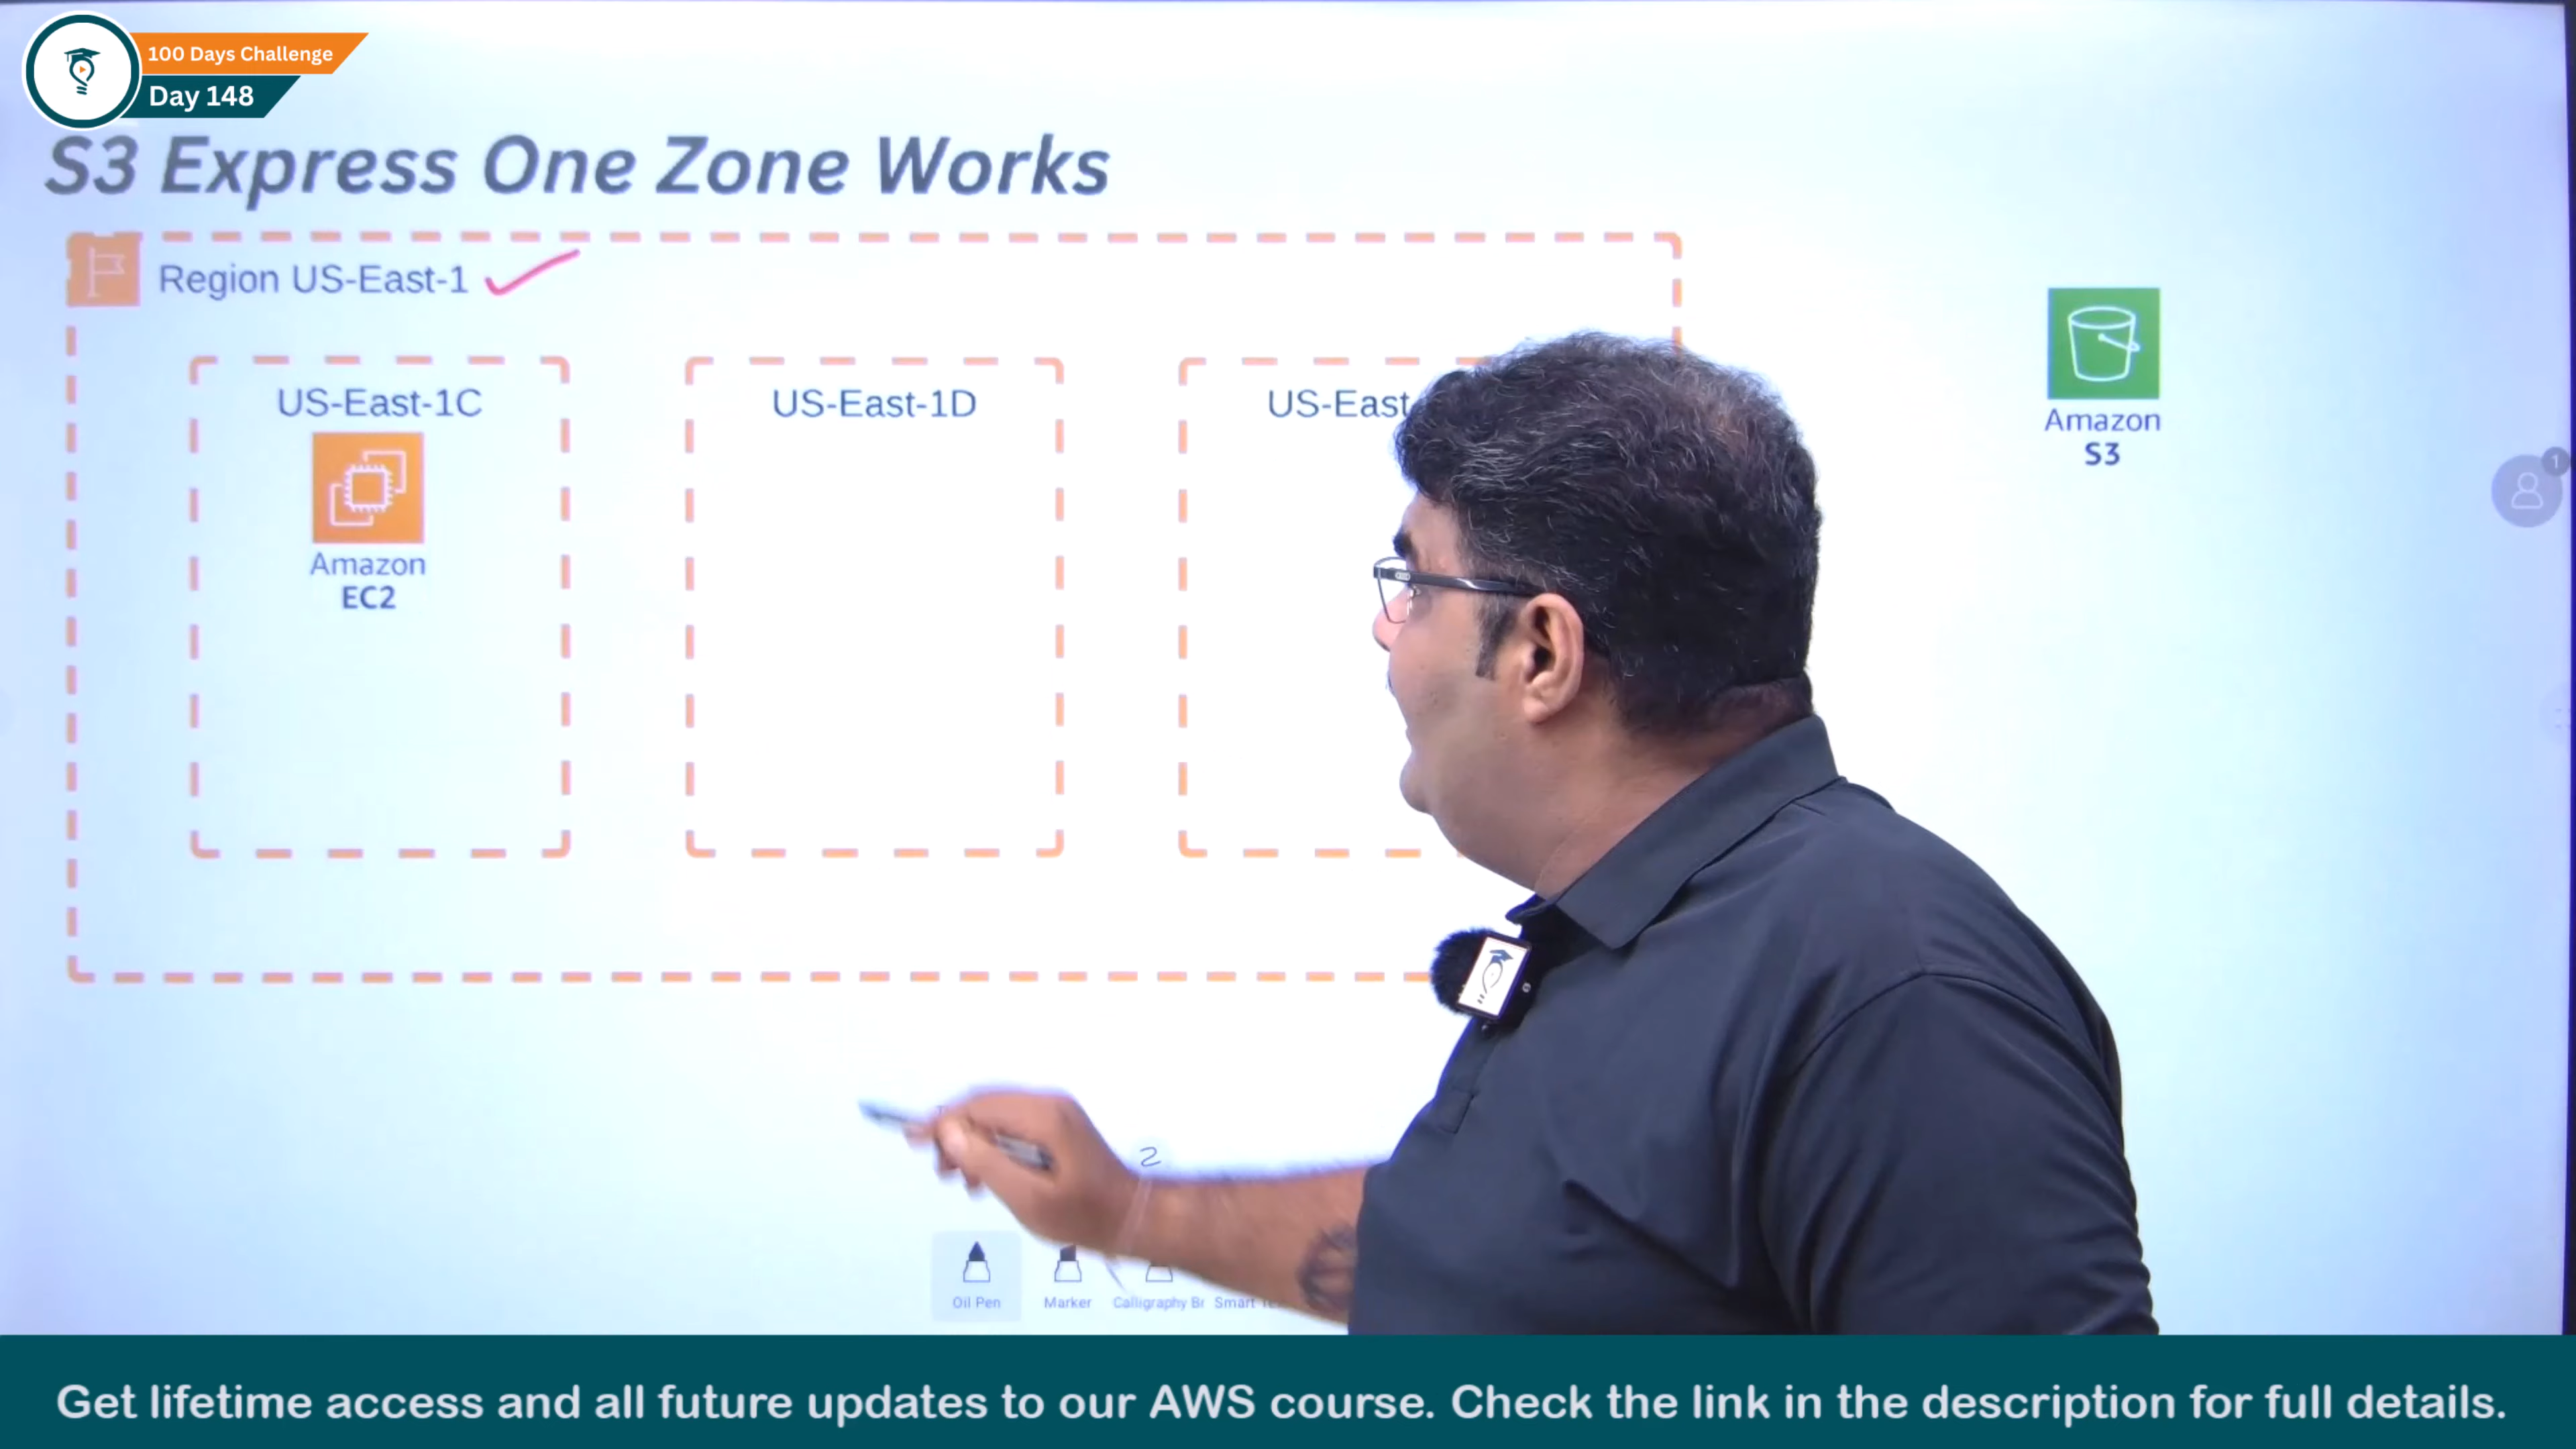 100 Days Challenge
Day 148
S3 Express One Zone Works
Region US-East-1
US-East-1C
US-East-1D
US-East
Amazon
S3
1
Amazon
EC2
2
Oil Pen
Marker
Calligraphy Br
Smart
Get lifetime access and all future updates to our AWS course. Check the link in the description for full details.